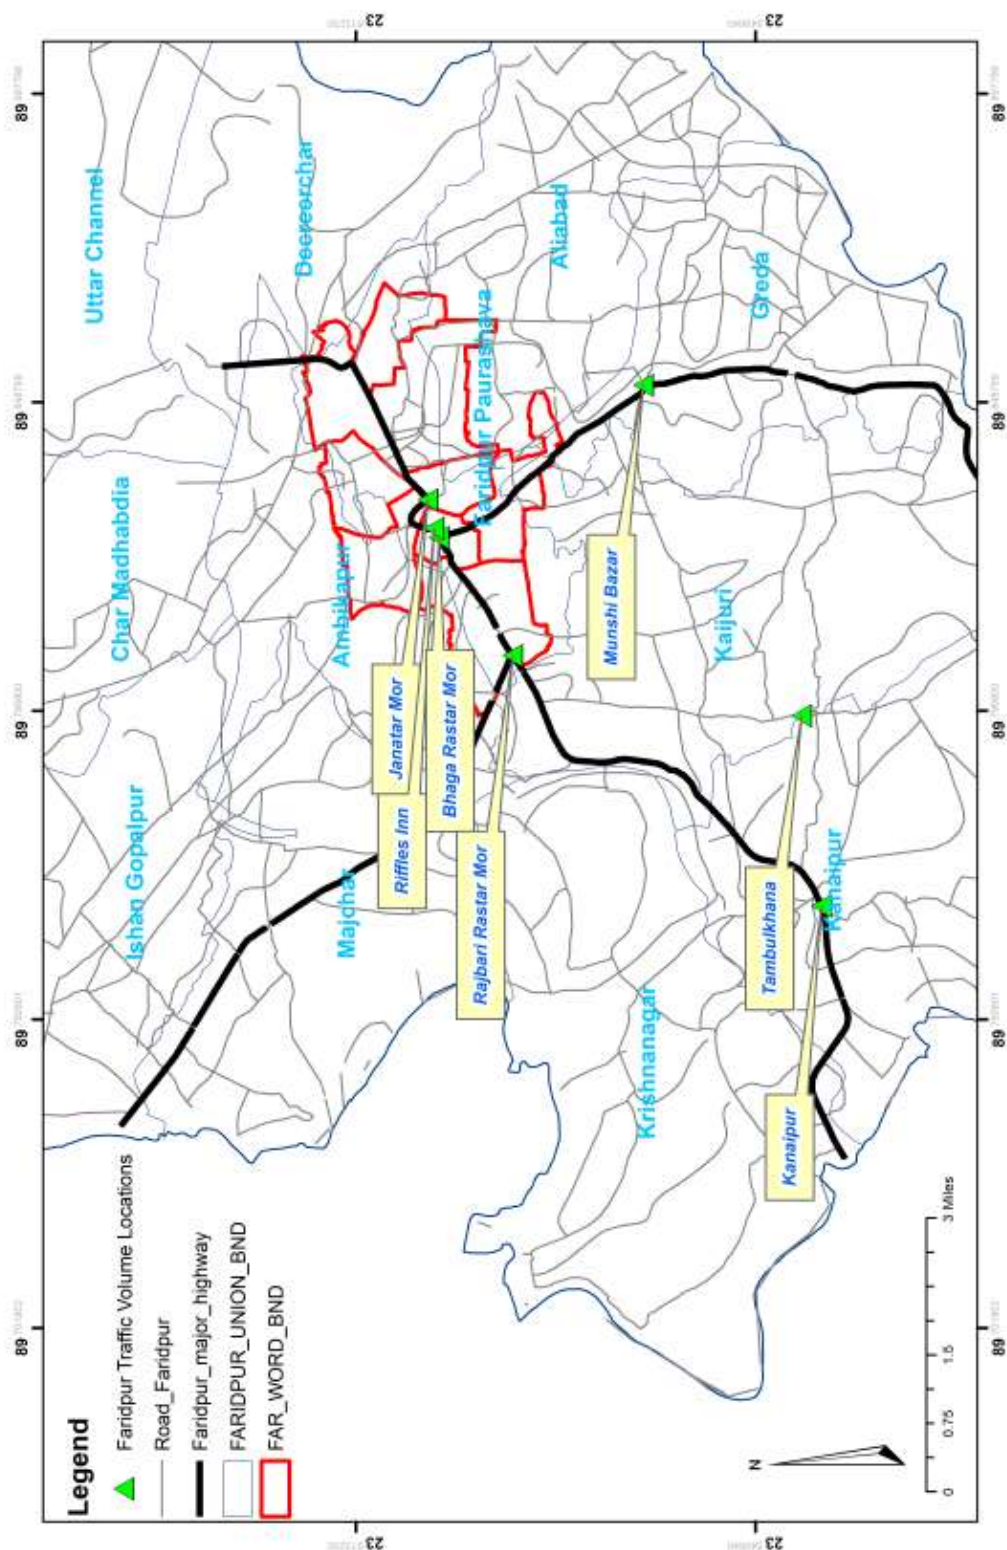 Legend
Faridpur Traffic Volume Locations
Road_Faridpur
Faridpur_major_highway
FARIDPUR_UNION_BND
FAR_WORD_BND
Uttar Channel
Char Madhabdia
Ishan Gopalpur
Deereerchar
Ambikapur
Majdhar
Faridpur Paurashava
Aliabad
Greda
Kaijuri
Kanaipur
Krishnanagar
Janatar Mor
Riffles Inn
Bhaga Rastar Mor
Rajbari Rastar Mor
Munshi Bazar
Tambulkhana
Kanaipur
N
0 0.75 1.5 3 Miles
89
89
89
89
89
89
89
89
89
89
23
23
23
23